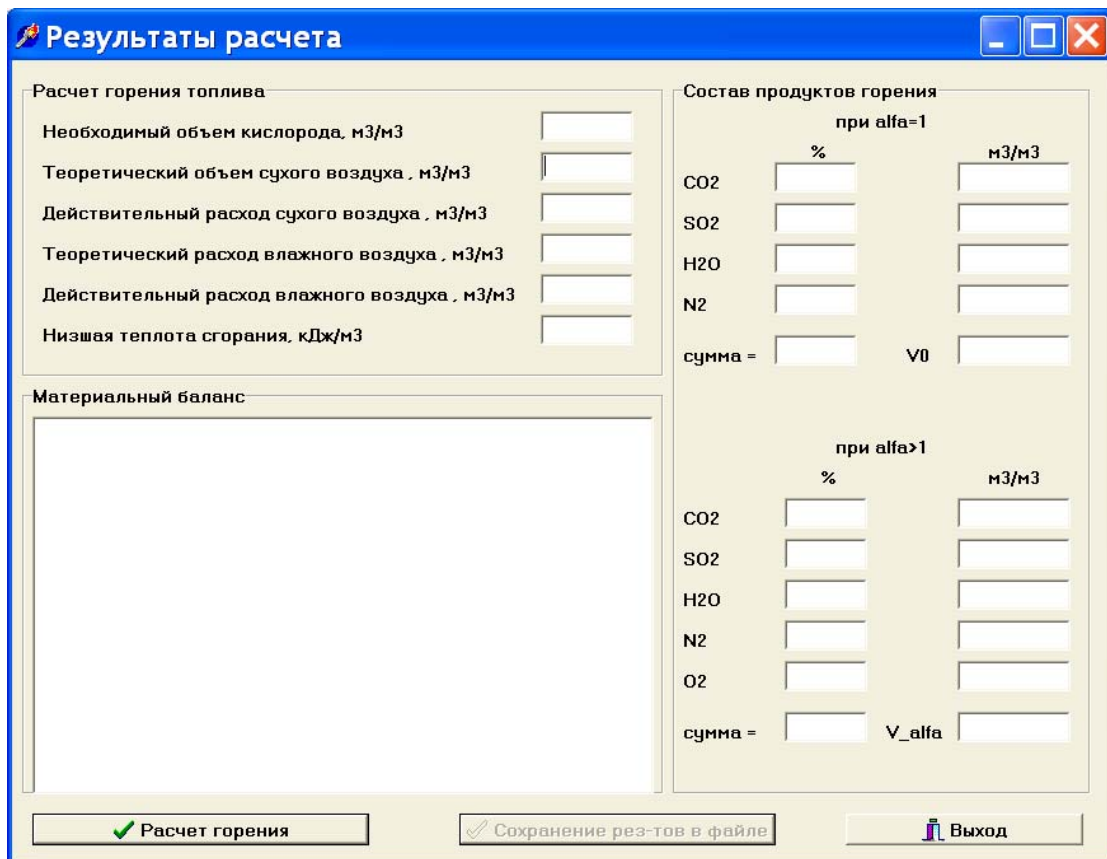 Результаты расчета
Расчет горения топлива
Необходимый объем кислорода, м3/м3
Теоретический объем сухого воздуха , м3/м3
Действительный расход сухого воздуха , м3/м3
Теоретический расход влажного воздуха , м3/м3
Действительный расход влажного воздуха , м3/м3
Низшая теплота сгорания, кДж/м3
Материальный баланс
Состав продуктов горения
при alfa=1
% м3/м3
CO2
SO2
H2O
N2
сумма = V0
при alfa>1
% м3/м3
CO2
SO2
H2O
N2
O2
сумма = V_alfa
Расчет горения Сохранение рез-тов в файле Выход